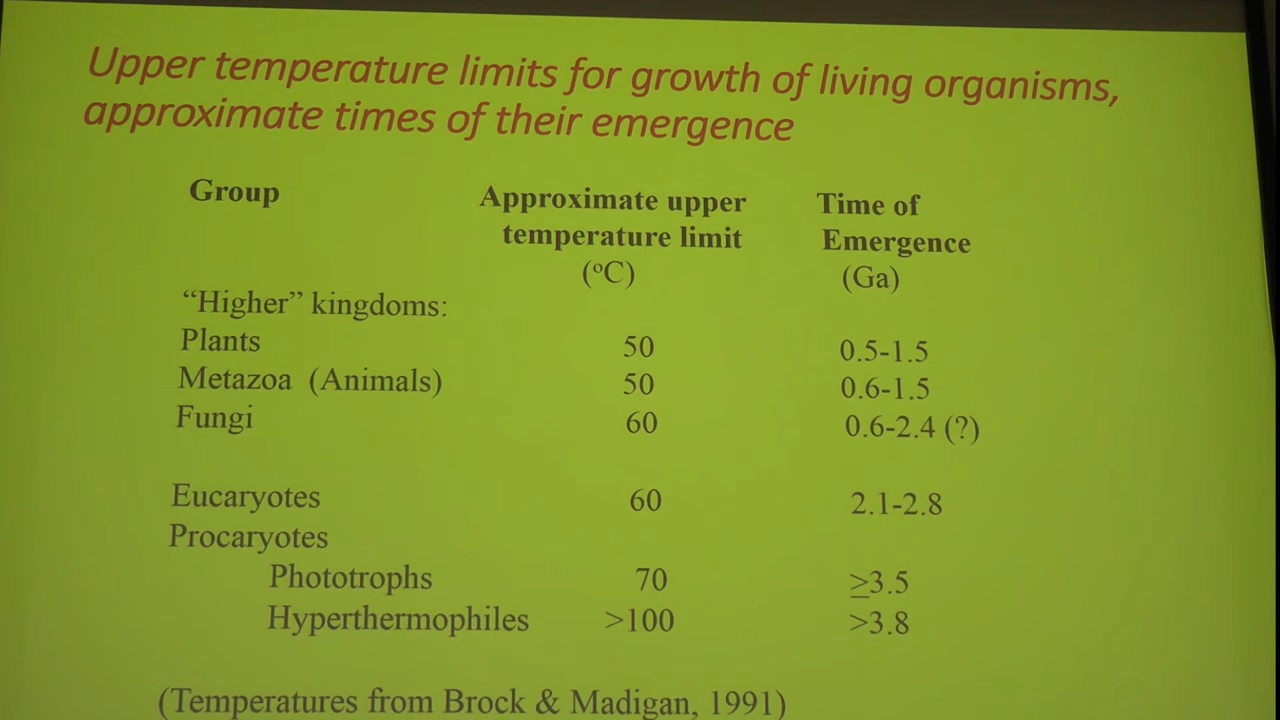 Upper temperature limits for growth of living organisms,
approximate times of their emergence
Group Approximate upper temperature limit (°C) Time of Emergence (Ga)
“Higher” kingdoms:
Plants 50 0.5-1.5
Metazoa (Animals) 50 0.6-1.5
Fungi 60 0.6-2.4 (?)
Eucaryotes 60 2.1-2.8
Procaryotes
Phototrophs 70 ≥3.5
Hyperthermophiles >100 >3.8
(Temperatures from Brock & Madigan, 1991)